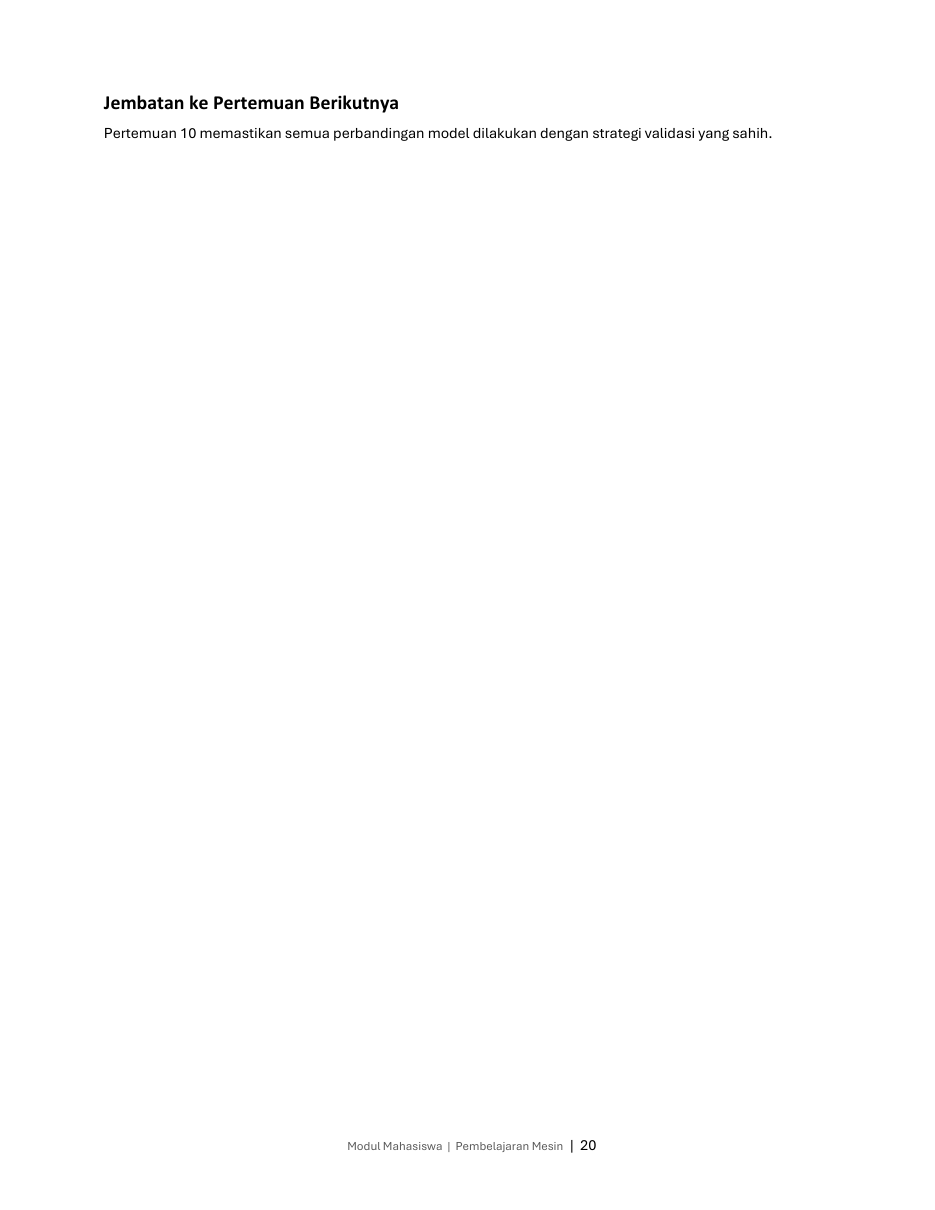 Jembatan ke Pertemuan Berikutnya
Pertemuan 10 memastikan semua perbandingan model dilakukan dengan strategi validasi yang sahih.
Modul Mahasiswa | Pembelajaran Mesin | 20